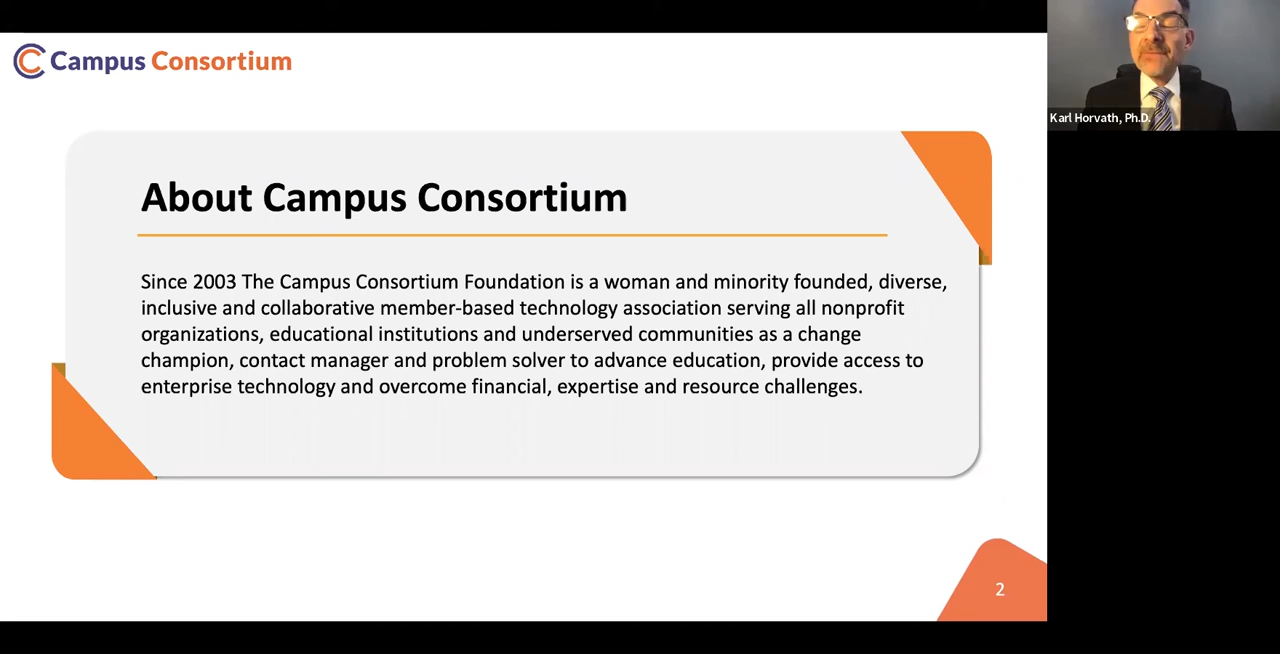 Campus Consortium
Karl Horvath, Ph.D.
About Campus Consortium
Since 2003 The Campus Consortium Foundation is a woman and minority founded, diverse,
inclusive and collaborative member-based technology association serving all nonprofit
organizations, educational institutions and underserved communities as a change
champion, contact manager and problem solver to advance education, provide access to
enterprise technology and overcome financial, expertise and resource challenges.
2